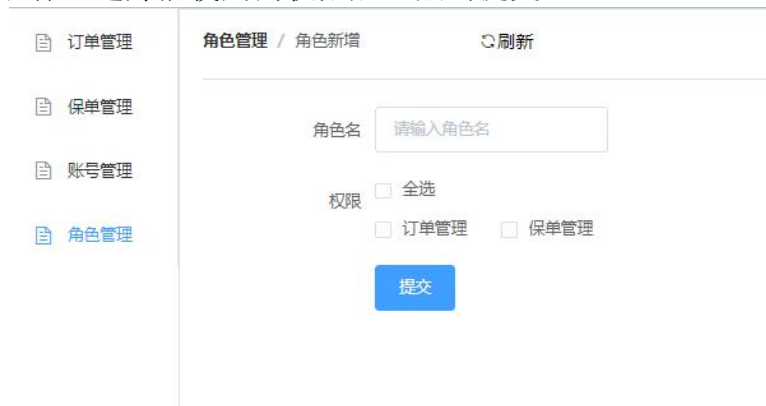 订单管理
角色管理 / 角色新增
刷新
保单管理
角色名
请输入角色名
账号管理
权限
全选
角色管理
订单管理
保单管理
提交